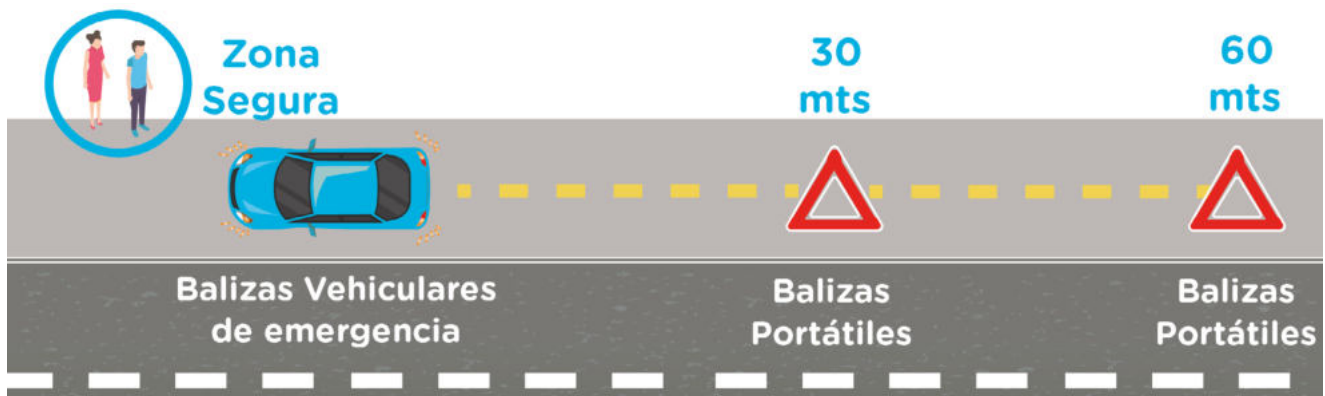 Zona
Segura
30
mts
60
mts
Balizas Vehiculares
de emergencia
Balizas
Portátiles
Balizas
Portátiles